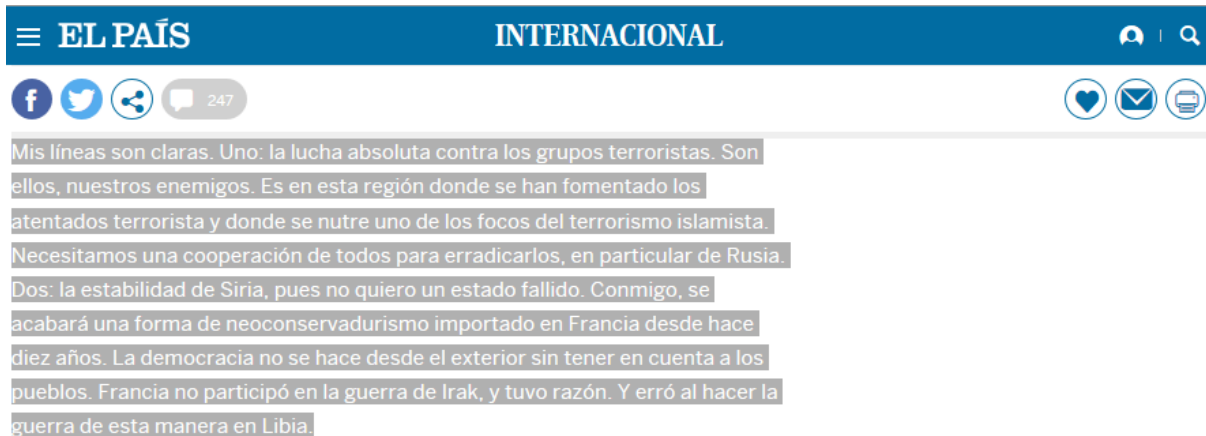 EL PAÍS
INTERNACIONAL
247
Mis líneas son claras. Uno: la lucha absoluta contra los grupos terroristas. Son
ellos, nuestros enemigos. Es en esta región donde se han fomentado los
atentados terrorista y donde se nutre uno de los focos del terrorismo islamista.
Necesitamos una cooperación de todos para erradicarlos, en particular de Rusia.
Dos: la estabilidad de Siria, pues no quiero un estado fallido. Conmigo, se
acabará una forma de neoconservadurismo importado en Francia desde hace
diez años. La democracia no se hace desde el exterior sin tener en cuenta a los
pueblos. Francia no participó en la guerra de Irak, y tuvo razón. Y erró al hacer la
guerra de esta manera en Libia.